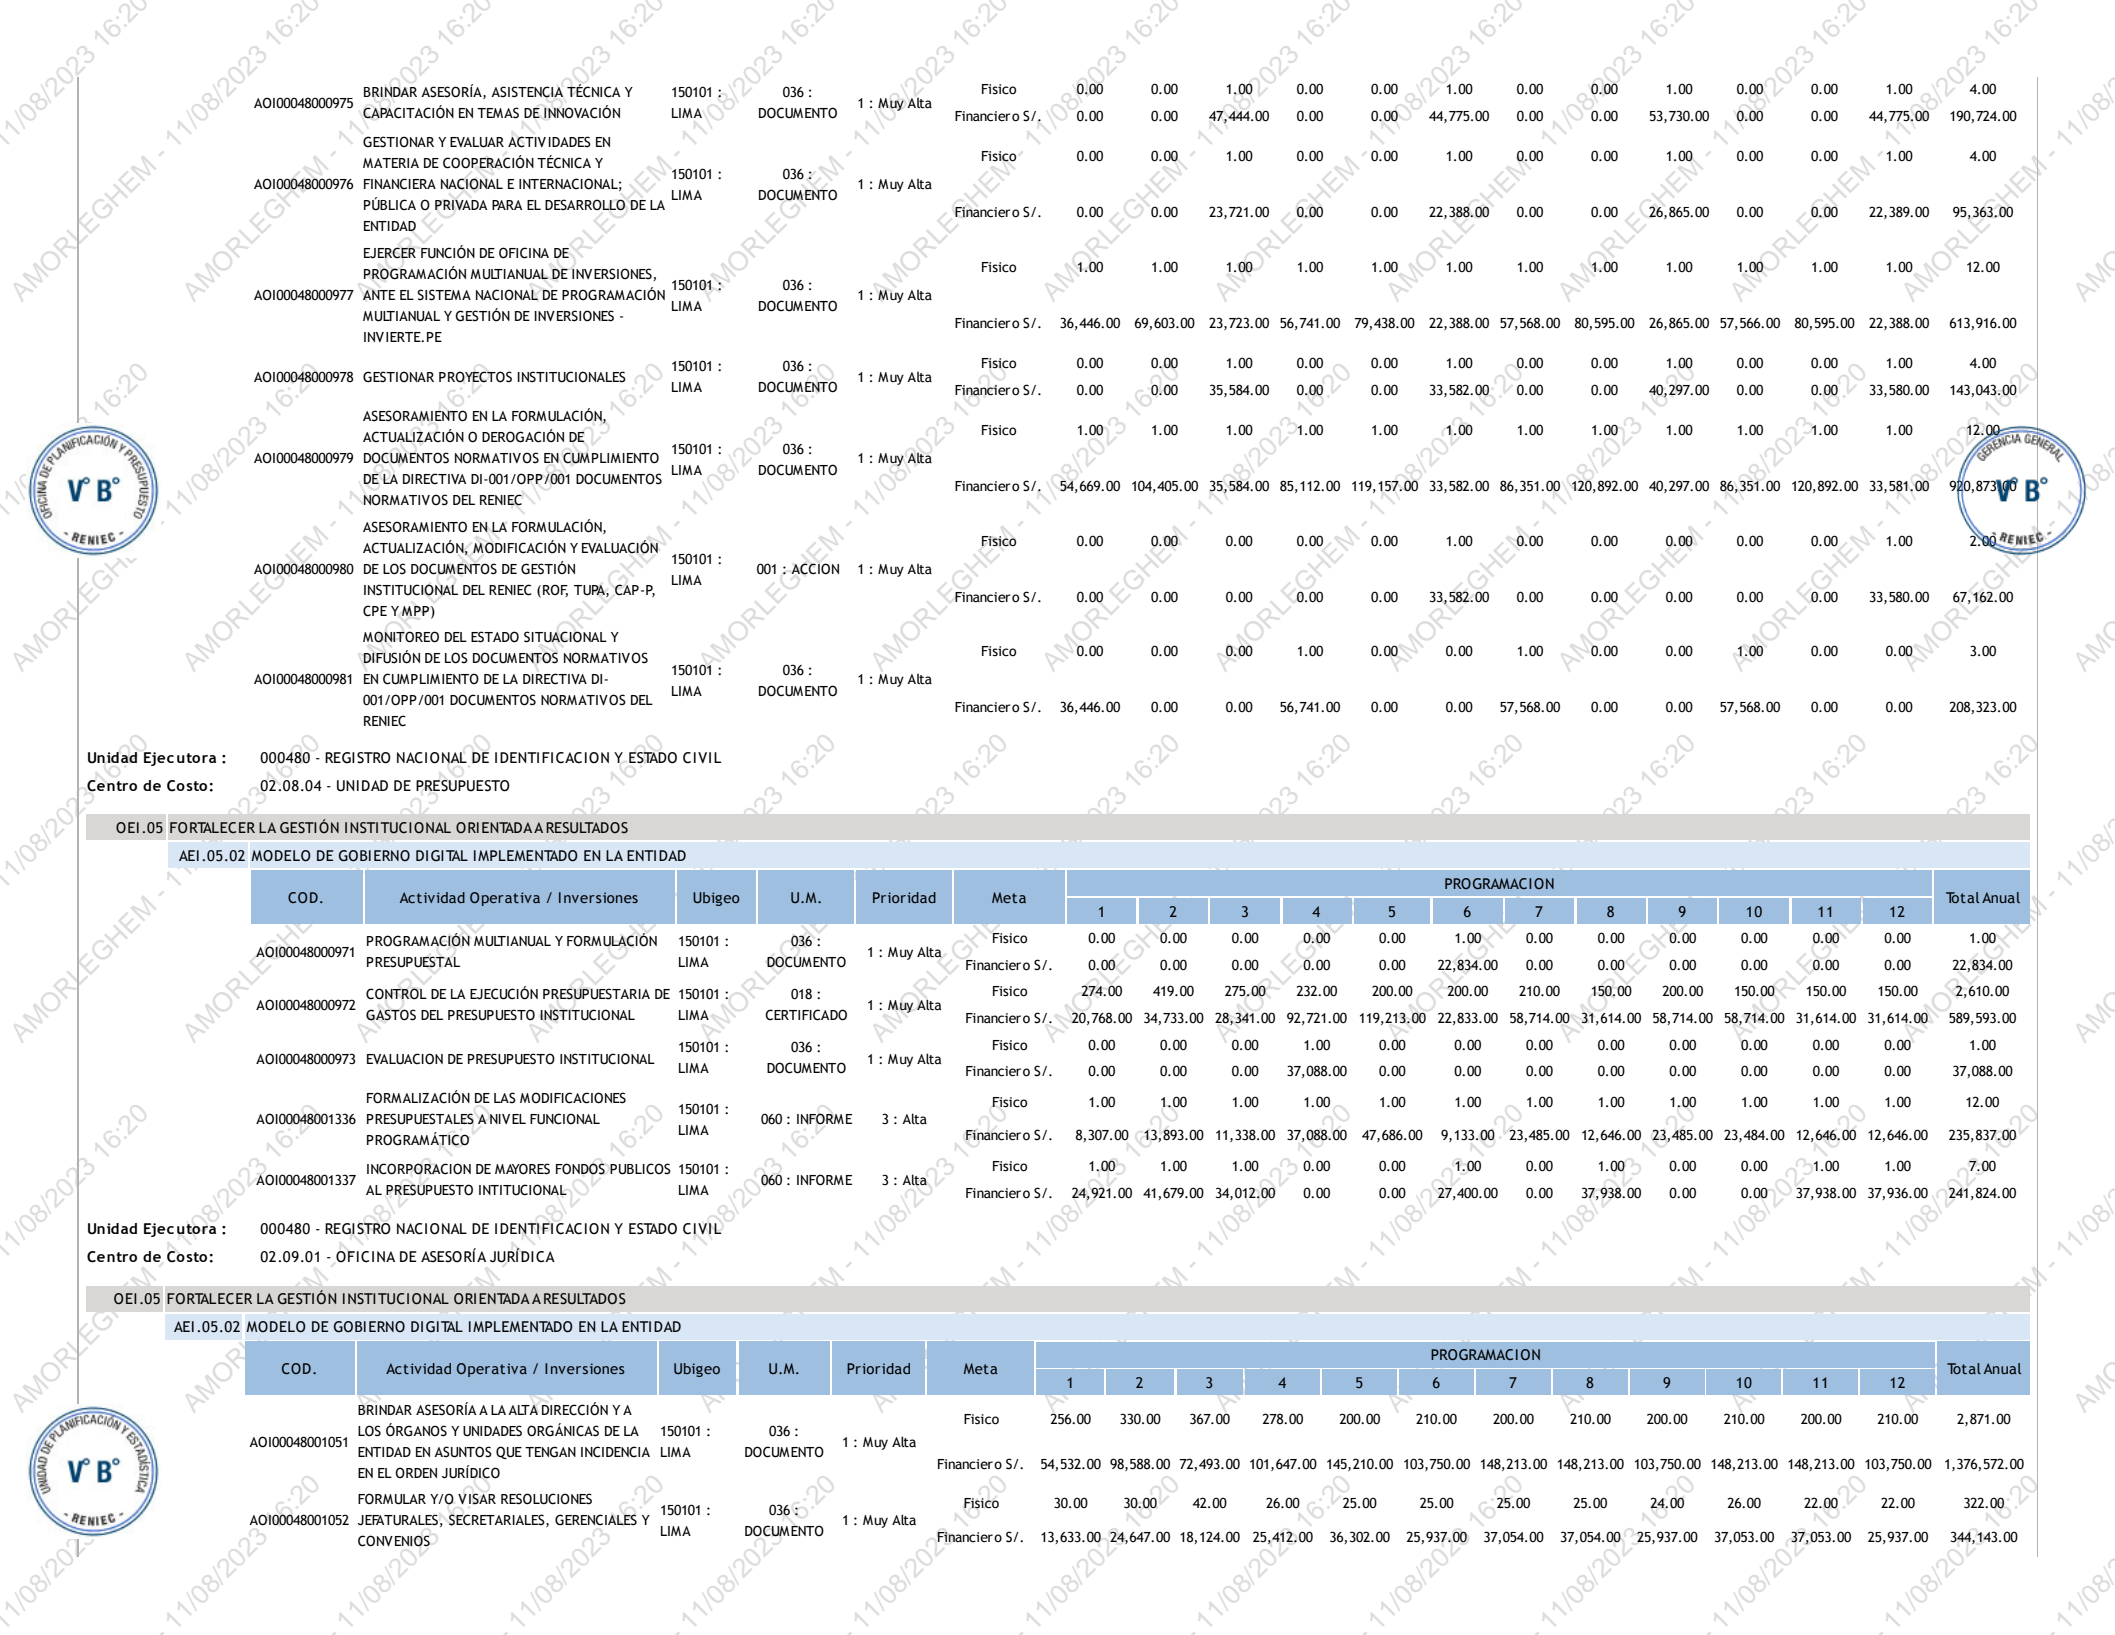 BRINDAR ASESORÍA, ASISTENCIA TÉCNICA Y CAPACITACIÓN EN TEMAS DE INNOVACIÓN
AOI00048000975 150101 : LIMA 036 : DOCUMENTO 1 : Muy Alta
Fisico 0.00 0.00 1.00 0.00 0.00 1.00 0.00 0.00 1.00 0.00 0.00 1.00 4.00
Financiero S/. 0.00 0.00 47,444.00 0.00 0.00 44,775.00 0.00 0.00 53,730.00 0.00 0.00 44,775.00 190,724.00
GESTIONAR Y EVALUAR ACTIVIDADES EN
MATERIA DE COOPERACIÓN TÉCNICA Y
FINANCIERA NACIONAL E INTERNACIONAL;
PÚBLICA O PRIVADA PARA EL DESARROLLO DE LA
ENTIDAD
AOI00048000976 150101 : LIMA 036 : DOCUMENTO 1 : Muy Alta
Fisico 0.00 0.00 1.00 0.00 0.00 1.00 0.00 0.00 1.00 0.00 0.00 1.00 4.00
Financiero S/. 0.00 0.00 23,721.00 0.00 0.00 22,388.00 0.00 0.00 26,865.00 0.00 0.00 22,389.00 95,363.00
EJERCER FUNCIÓN DE OFICINA DE
PROGRAMACIÓN MULTIANUAL DE INVERSIONES,
ANTE EL SISTEMA NACIONAL DE PROGRAMACIÓN
MULTIANUAL Y GESTIÓN DE INVERSIONES -
INVIERTE.PE
AOI00048000977 150101 : LIMA 036 : DOCUMENTO 1 : Muy Alta
Fisico 1.00 1.00 1.00 1.00 1.00 1.00 1.00 1.00 1.00 1.00 1.00 1.00 12.00
Financiero S/. 36,446.00 69,603.00 23,723.00 56,741.00 79,438.00 22,388.00 57,568.00 80,595.00 26,865.00 57,566.00 80,595.00 22,388.00 613,916.00
AOI00048000978 GESTIONAR PROYECTOS INSTITUCIONALES 150101 : LIMA 036 : DOCUMENTO 1 : Muy Alta
Fisico 0.00 0.00 1.00 0.00 0.00 1.00 0.00 0.00 1.00 0.00 0.00 1.00 4.00
Financiero S/. 0.00 0.00 35,584.00 0.00 0.00 33,582.00 0.00 0.00 40,297.00 0.00 0.00 33,580.00 143,043.00
ASESORAMIENTO EN LA FORMULACIÓN,
ACTUALIZACIÓN O DEROGACIÓN DE
DOCUMENTOS NORMATIVOS EN CUMPLIMIENTO
DE LA DIRECTIVA DI-001/OPP/001 DOCUMENTOS
NORMATIVOS DEL RENIEC
AOI00048000979 150101 : LIMA 036 : DOCUMENTO 1 : Muy Alta
Fisico 1.00 1.00 1.00 1.00 1.00 1.00 1.00 1.00 1.00 1.00 1.00 1.00 12.00
Financiero S/. 54,669.00 104,405.00 35,584.00 85,112.00 119,157.00 33,582.00 86,351.00 120,892.00 40,297.00 86,351.00 120,892.00 33,581.00 920,873.00
ASESORAMIENTO EN LA FORMULACIÓN,
ACTUALIZACIÓN, MODIFICACIÓN Y EVALUACIÓN
DE LOS DOCUMENTOS DE GESTIÓN
INSTITUCIONAL DEL RENIEC (ROF, TUPA, CAP-P,
CPE Y MPP)
AOI00048000980 150101 : LIMA 001 : ACCION 1 : Muy Alta
Fisico 0.00 0.00 0.00 0.00 0.00 1.00 0.00 0.00 0.00 0.00 0.00 1.00 2.00
Financiero S/. 0.00 0.00 0.00 0.00 0.00 33,582.00 0.00 0.00 0.00 0.00 0.00 33,580.00 67,162.00
MONITOREO DEL ESTADO SITUACIONAL Y
DIFUSIÓN DE LOS DOCUMENTOS NORMATIVOS
EN CUMPLIMIENTO DE LA DIRECTIVA DI-
001/OPP/001 DOCUMENTOS NORMATIVOS DEL
RENIEC
AOI00048000981 150101 : LIMA 036 : DOCUMENTO 1 : Muy Alta
Fisico 0.00 0.00 0.00 1.00 0.00 0.00 1.00 0.00 0.00 1.00 0.00 0.00 3.00
Financiero S/. 36,446.00 0.00 0.00 56,741.00 0.00 0.00 57,568.00 0.00 0.00 57,568.00 0.00 0.00 208,323.00
OFICINA DE PLANIFICACIÓN Y PRESUPUESTO V° B° - RENIEC -
GERENCIA GENERAL V° B° - RENIEC -
Unidad Ejecutora : 000480 - REGISTRO NACIONAL DE IDENTIFICACION Y ESTADO CIVIL
Centro de Costo: 02.08.04 - UNIDAD DE PRESUPUESTO
OEI.05 FORTALECER LA GESTIÓN INSTITUCIONAL ORIENTADA A RESULTADOS
AEI.05.02 MODELO DE GOBIERNO DIGITAL IMPLEMENTADO EN LA ENTIDAD
COD. Actividad Operativa / Inversiones Ubigeo U.M. Prioridad Meta PROGRAMACION Total Anual
1 2 3 4 5 6 7 8 9 10 11 12
AOI00048000971 PROGRAMACIÓN MULTIANUAL Y FORMULACIÓN PRESUPUESTAL 150101 : LIMA 036 : DOCUMENTO 1 : Muy Alta
Fisico 0.00 0.00 0.00 0.00 0.00 1.00 0.00 0.00 0.00 0.00 0.00 0.00 1.00
Financiero S/. 0.00 0.00 0.00 0.00 0.00 22,834.00 0.00 0.00 0.00 0.00 0.00 0.00 22,834.00
AOI00048000972 CONTROL DE LA EJECUCIÓN PRESUPUESTARIA DE GASTOS DEL PRESUPUESTO INSTITUCIONAL 150101 : LIMA 018 : CERTIFICADO 1 : Muy Alta
Fisico 274.00 419.00 275.00 232.00 200.00 200.00 210.00 150.00 200.00 150.00 150.00 150.00 2,610.00
Financiero S/. 20,768.00 34,733.00 28,341.00 92,721.00 119,213.00 22,833.00 58,714.00 31,614.00 58,714.00 58,714.00 31,614.00 31,614.00 589,593.00
AOI00048000973 EVALUACION DE PRESUPUESTO INSTITUCIONAL 150101 : LIMA 036 : DOCUMENTO 1 : Muy Alta
Fisico 0.00 0.00 0.00 1.00 0.00 0.00 0.00 0.00 0.00 0.00 0.00 0.00 1.00
Financiero S/. 0.00 0.00 0.00 37,088.00 0.00 0.00 0.00 0.00 0.00 0.00 0.00 0.00 37,088.00
FORMALIZACIÓN DE LAS MODIFICACIONES
PRESUPUESTALES A NIVEL FUNCIONAL
PROGRAMÁTICO
AOI00048001336 150101 : LIMA 060 : INFORME 3 : Alta
Fisico 1.00 1.00 1.00 1.00 1.00 1.00 1.00 1.00 1.00 1.00 1.00 1.00 12.00
Financiero S/. 8,307.00 13,893.00 11,338.00 37,088.00 47,686.00 9,133.00 23,485.00 12,646.00 23,485.00 23,484.00 12,646.00 12,646.00 235,837.00
AOI00048001337 INCORPORACION DE MAYORES FONDOS PUBLICOS AL PRESUPUESTO INTITUCIONAL 150101 : LIMA 060 : INFORME 3 : Alta
Fisico 1.00 1.00 1.00 0.00 0.00 1.00 0.00 1.00 0.00 0.00 1.00 1.00 7.00
Financiero S/. 24,921.00 41,679.00 34,012.00 0.00 0.00 27,400.00 0.00 37,938.00 0.00 0.00 37,938.00 37,936.00 241,824.00
Unidad Ejecutora : 000480 - REGISTRO NACIONAL DE IDENTIFICACION Y ESTADO CIVIL
Centro de Costo: 02.09.01 - OFICINA DE ASESORÍA JURÍDICA
OEI.05 FORTALECER LA GESTIÓN INSTITUCIONAL ORIENTADA A RESULTADOS
AEI.05.02 MODELO DE GOBIERNO DIGITAL IMPLEMENTADO EN LA ENTIDAD
COD. Actividad Operativa / Inversiones Ubigeo U.M. Prioridad Meta PROGRAMACION Total Anual
1 2 3 4 5 6 7 8 9 10 11 12
BRINDAR ASESORÍA A LA ALTA DIRECCIÓN Y A
LOS ÓRGANOS Y UNIDADES ORGÁNICAS DE LA
ENTIDAD EN ASUNTOS QUE TENGAN INCIDENCIA
EN EL ORDEN JURÍDICO
AOI00048001051 150101 : LIMA 036 : DOCUMENTO 1 : Muy Alta
Fisico 256.00 330.00 367.00 278.00 200.00 210.00 200.00 210.00 200.00 210.00 200.00 210.00 2,871.00
Financiero S/. 54,532.00 98,588.00 72,493.00 101,647.00 145,210.00 103,750.00 148,213.00 148,213.00 103,750.00 148,213.00 148,213.00 103,750.00 1,376,572.00
FORMULAR Y/O VISAR RESOLUCIONES
JEFATURALES, SECRETARIALES, GERENCIALES Y
CONVENIOS
AOI00048001052 150101 : LIMA 036 : DOCUMENTO 1 : Muy Alta
Fisico 30.00 30.00 42.00 26.00 25.00 25.00 25.00 25.00 24.00 26.00 22.00 22.00 322.00
Financiero S/. 13,633.00 24,647.00 18,124.00 25,412.00 36,302.00 25,937.00 37,054.00 37,054.00 25,937.00 37,053.00 37,053.00 25,937.00 344,143.00
UNIDAD DE PLANIFICACIÓN Y ESTADÍSTICA V° B° - RENIEC -
AMORLEGHEM - 11/08/2023 16:20